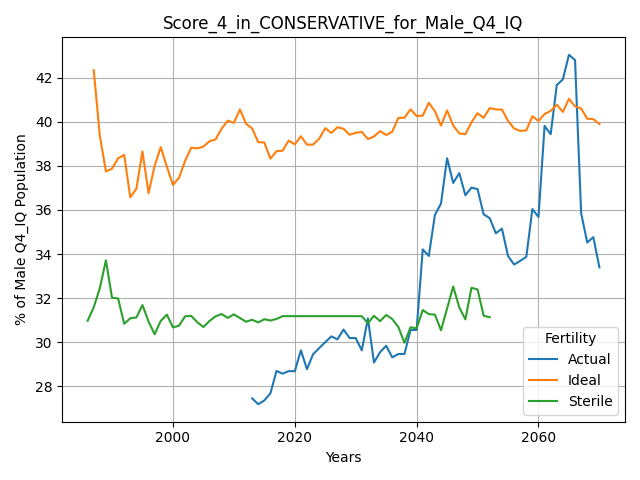 Score_4_in_CONSERVATIVE_for_Male_Q4_IQ
% of Male Q4_IQ Population
42
40
38
36
34
32
30
28
Fertility
Actual
Ideal
Sterile
2000 2020 2040 2060
Years